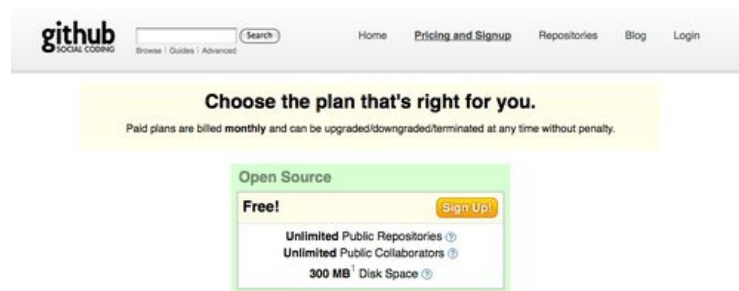 github
SOCIAL CODING
Search
Browse | Guides | Advanced
Home Pricing and Signup Repositories Blog Login
Choose the plan that's right for you.
Paid plans are billed monthly and can be upgraded/downgraded/terminated at any time without penalty.
Open Source
Free! Sign Up!
Unlimited Public Repositories ?
Unlimited Public Collaborators ?
300 MB¹ Disk Space ?